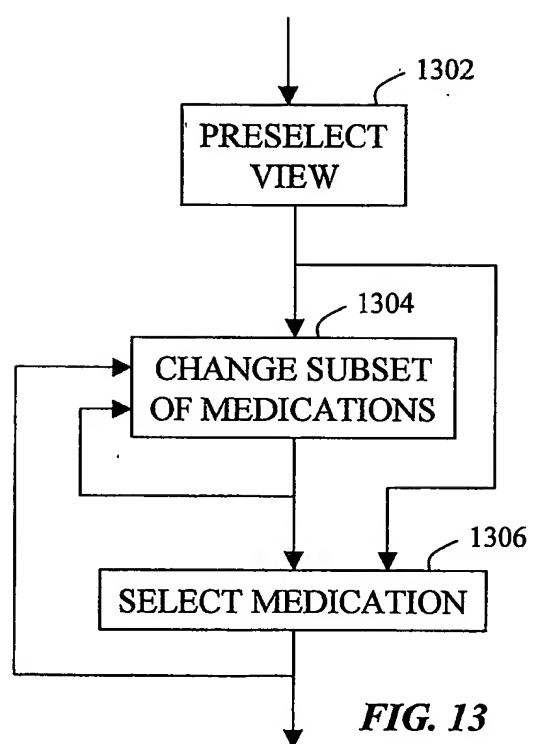 1302
PRESELECT
VIEW
1304
CHANGE SUBSET
OF MEDICATIONS
1306
SELECT MEDICATION
FIG. 13